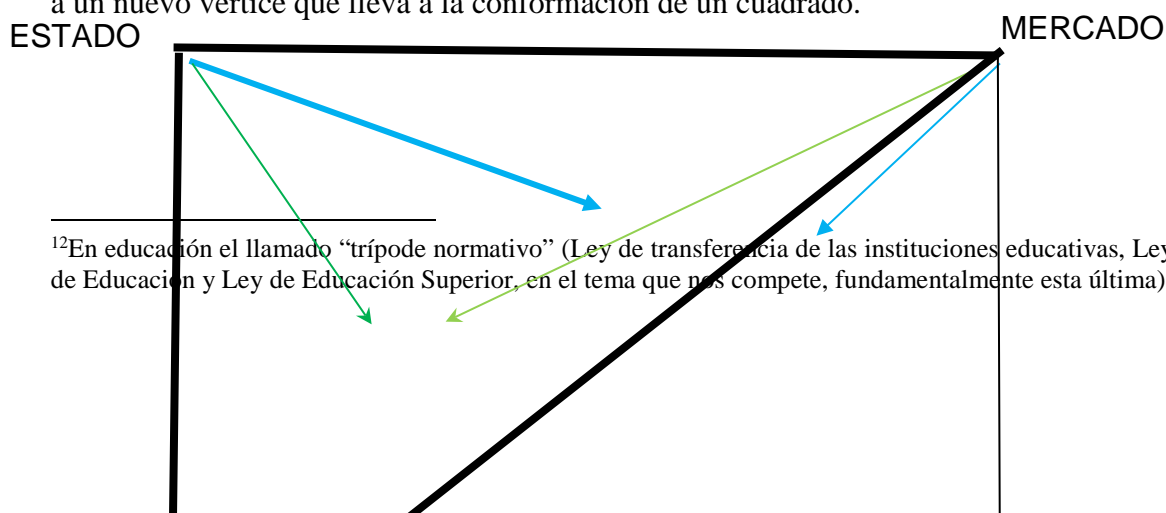 a un nuevo vértice que lleva a la conformación de un cuadrado.
ESTADO
MERCADO
12En educación el llamado “trípode normativo” (Ley de transferencia de las instituciones educativas, Ley
de Educación y Ley de Educación Superior, en el tema que nos compete, fundamentalmente esta última)